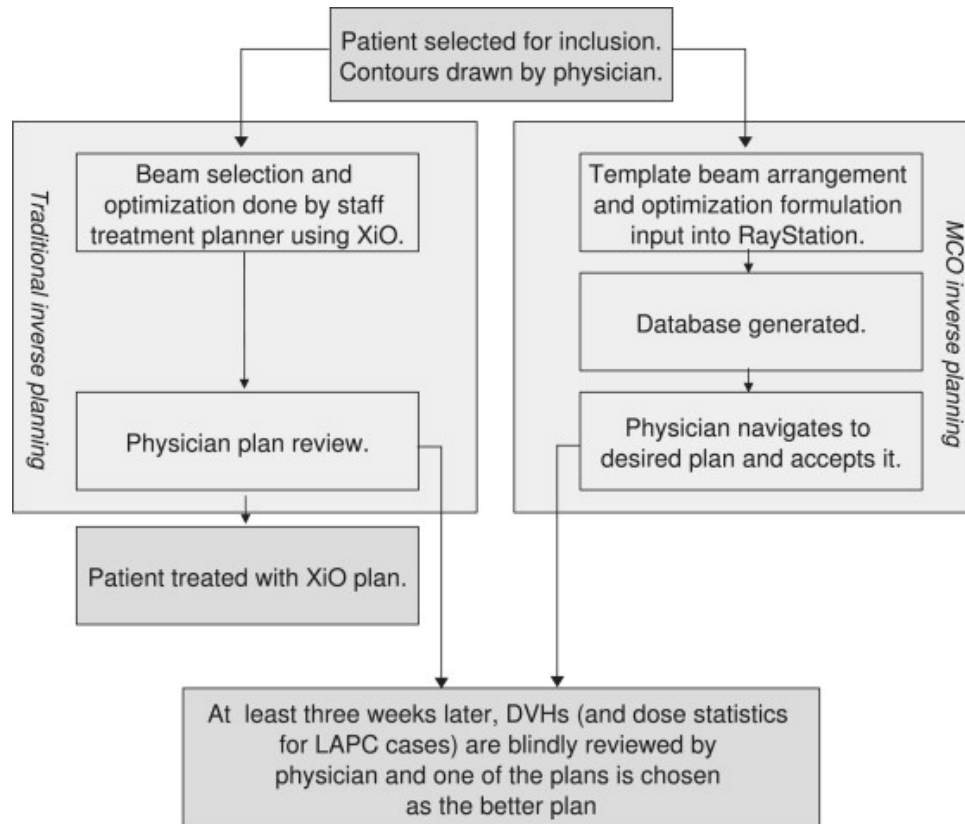 Patient selected for inclusion.
Contours drawn by physician.
Traditional inverse planning
Beam selection and
optimization done by staff
treatment planner using XiO.
Physician plan review.
Patient treated with XiO plan.
MCO inverse planning
Template beam arrangement
and optimization formulation
input into RayStation.
Database generated.
Physician navigates to
desired plan and accepts it.
At least three weeks later, DVHs (and dose statistics
for LAPC cases) are blindly reviewed by
physician and one of the plans is chosen
as the better plan